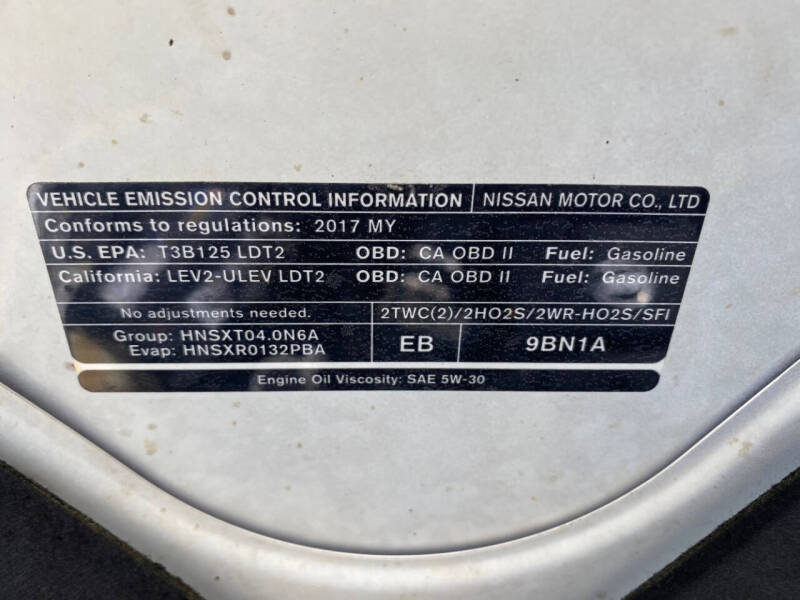 VEHICLE EMISSION CONTROL INFORMATION NISSAN MOTOR CO., LTD
Conforms to regulations: 2017 MY
U.S. EPA: T3B125 LDT2 OBD: CA OBD II Fuel: Gasoline
California: LEV2-ULEV LDT2 OBD: CA OBD II Fuel: Gasoline
No adjustments needed. 2TWC(2)/2HO2S/2WR-HO2S/SFI
Group: HNSXT04.0N6A
Evap: HNSXR0132PBA
EB 9BN1A
Engine Oil Viscosity: SAE 5W-30